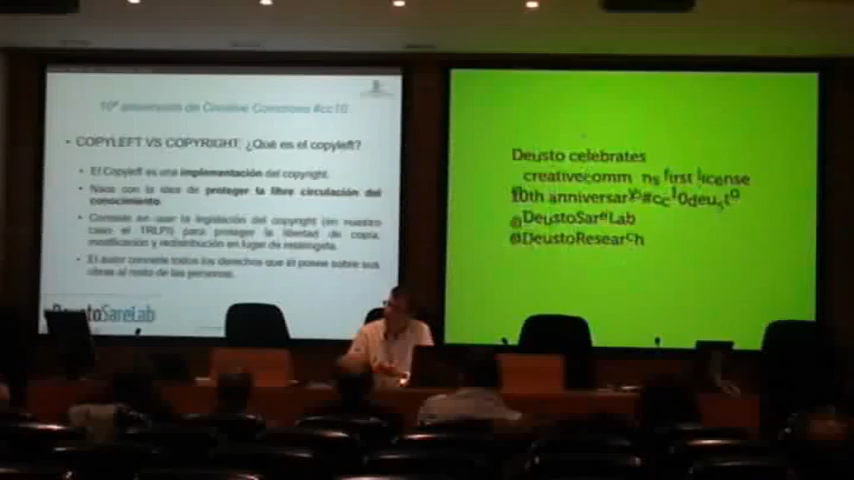 10º aniversario de Creative Commons #cc10
• COPYLEFT VS COPYRIGHT: ¿Qué es el copyleft?
• El Copyleft es una implementación del copyright.
• Nace con la idea de proteger la libre circulación del
conocimiento.
• Consiste en usar la legislación del copyright (en nuestro
caso el TRLPI) para proteger la libertad de copia,
modificación y redistribución en lugar de restringirla.
• El autor concede todos los derechos que él posee sobre sus
obras al resto de las personas.
DeustoSareLab
Deusto celebrates
creativecomm ns first license
10th anniversary #cc10deusto
@DeustoSareLab
@DeustoResearch